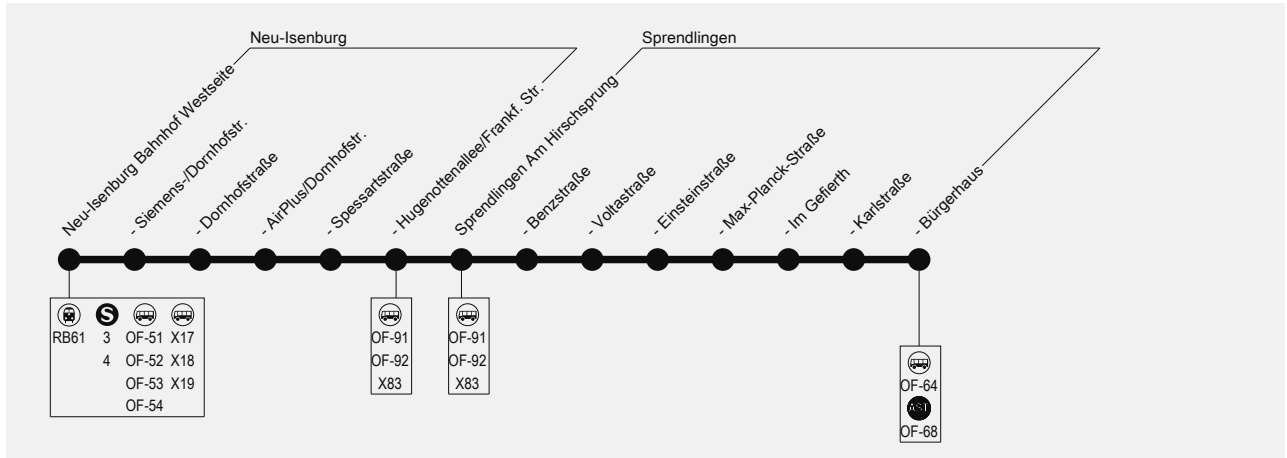 Neu-Isenburg
Sprendlingen
Neu-Isenburg Bahnhof Westseite
- Siemens-/Dornhofstr.
- Dornhofstraße
- AirPlus/Dornhofstr.
- Spessartstraße
- Hugenottenallee/Frankf. Str.
Sprendlingen Am Hirschsprung
- Benzstraße
- Voltastraße
- Einsteinstraße
- Max-Planck-Straße
- Im Gefierth
- Karlstraße
- Bürgerhaus
S
RB61 3 OF-51 X17
4 OF-52 X18
OF-53 X19
OF-54
OF-91
OF-92
X83
OF-91
OF-92
X83
OF-64
AST
OF-68